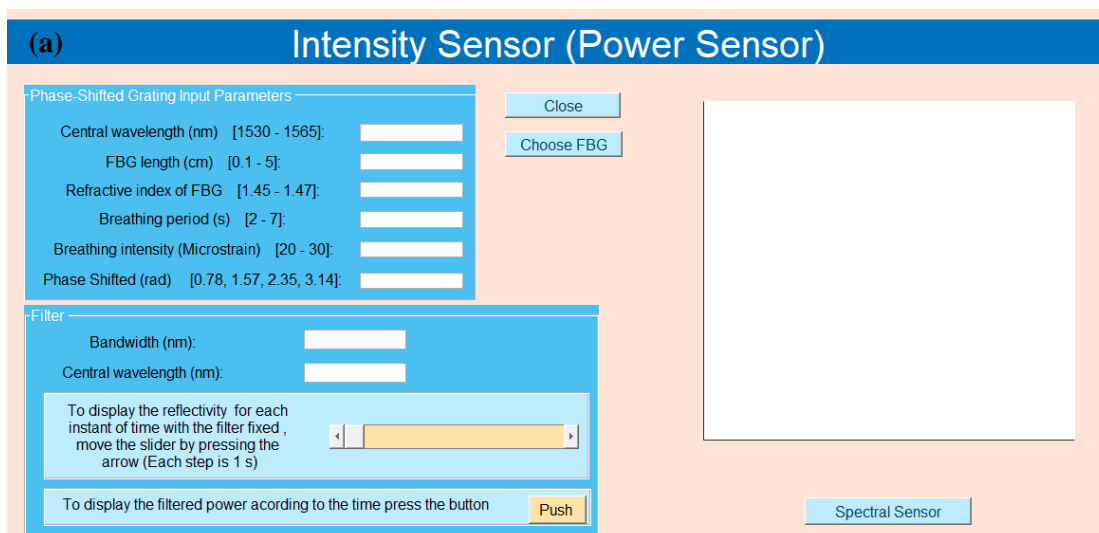 (a)
Intensity Sensor (Power Sensor)
Phase-Shifted Grating Input Parameters
Central wavelength (nm) [1530 - 1565]:
FBG length (cm) [0.1 - 5]:
Refractive index of FBG [1.45 - 1.47]:
Breathing period (s) [2 - 7]:
Breathing intensity (Microstrain) [20 - 30]:
Phase Shifted (rad) [0.78, 1.57, 2.35, 3.14]:
Close
Choose FBG
Filter
Bandwidth (nm):
Central wavelength (nm):
To display the reflectivity for each
instant of time with the filter fixed ,
move the slider by pressing the
arrow (Each step is 1 s)
To display the filtered power acording to the time press the button
Push
Spectral Sensor